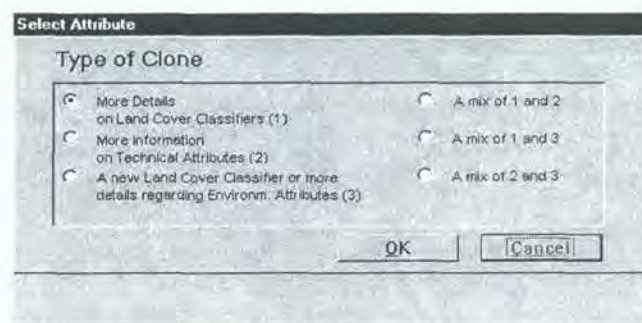 Select Attribute
Type of Clone
More Details
on Land Cover Classifiers (1)
More Information
on Technical Attributes (2)
A new Land Cover Classifier or more
details regarding Environm. Attributes (3)
A mix of 1 and 2
A mix of 1 and 3
A mix of 2 and 3
OK
Cancel